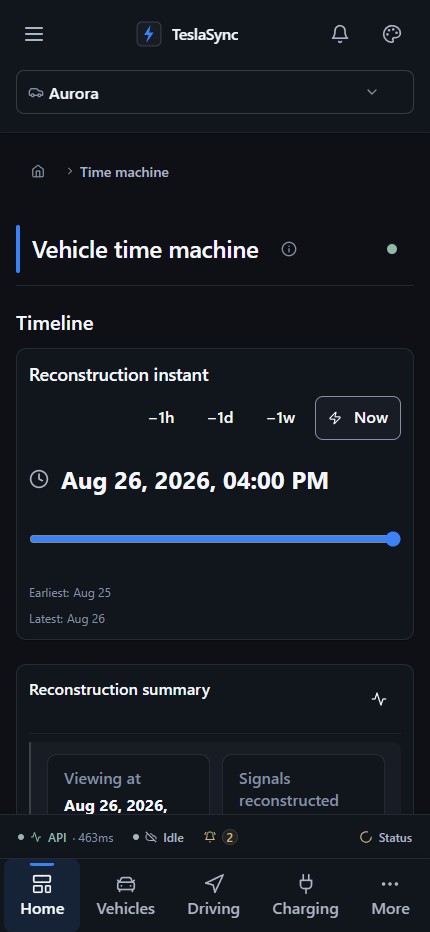 TeslaSync
Aurora
Time machine
Vehicle time machine
Timeline
Reconstruction instant
−1h −1d −1w Now
Aug 26, 2026, 04:00 PM
Earliest: Aug 25
Latest: Aug 26
Reconstruction summary
Viewing at
Aug 26, 2026,
Signals
reconstructed
API · 463ms Idle 2 Status
Home Vehicles Driving Charging More